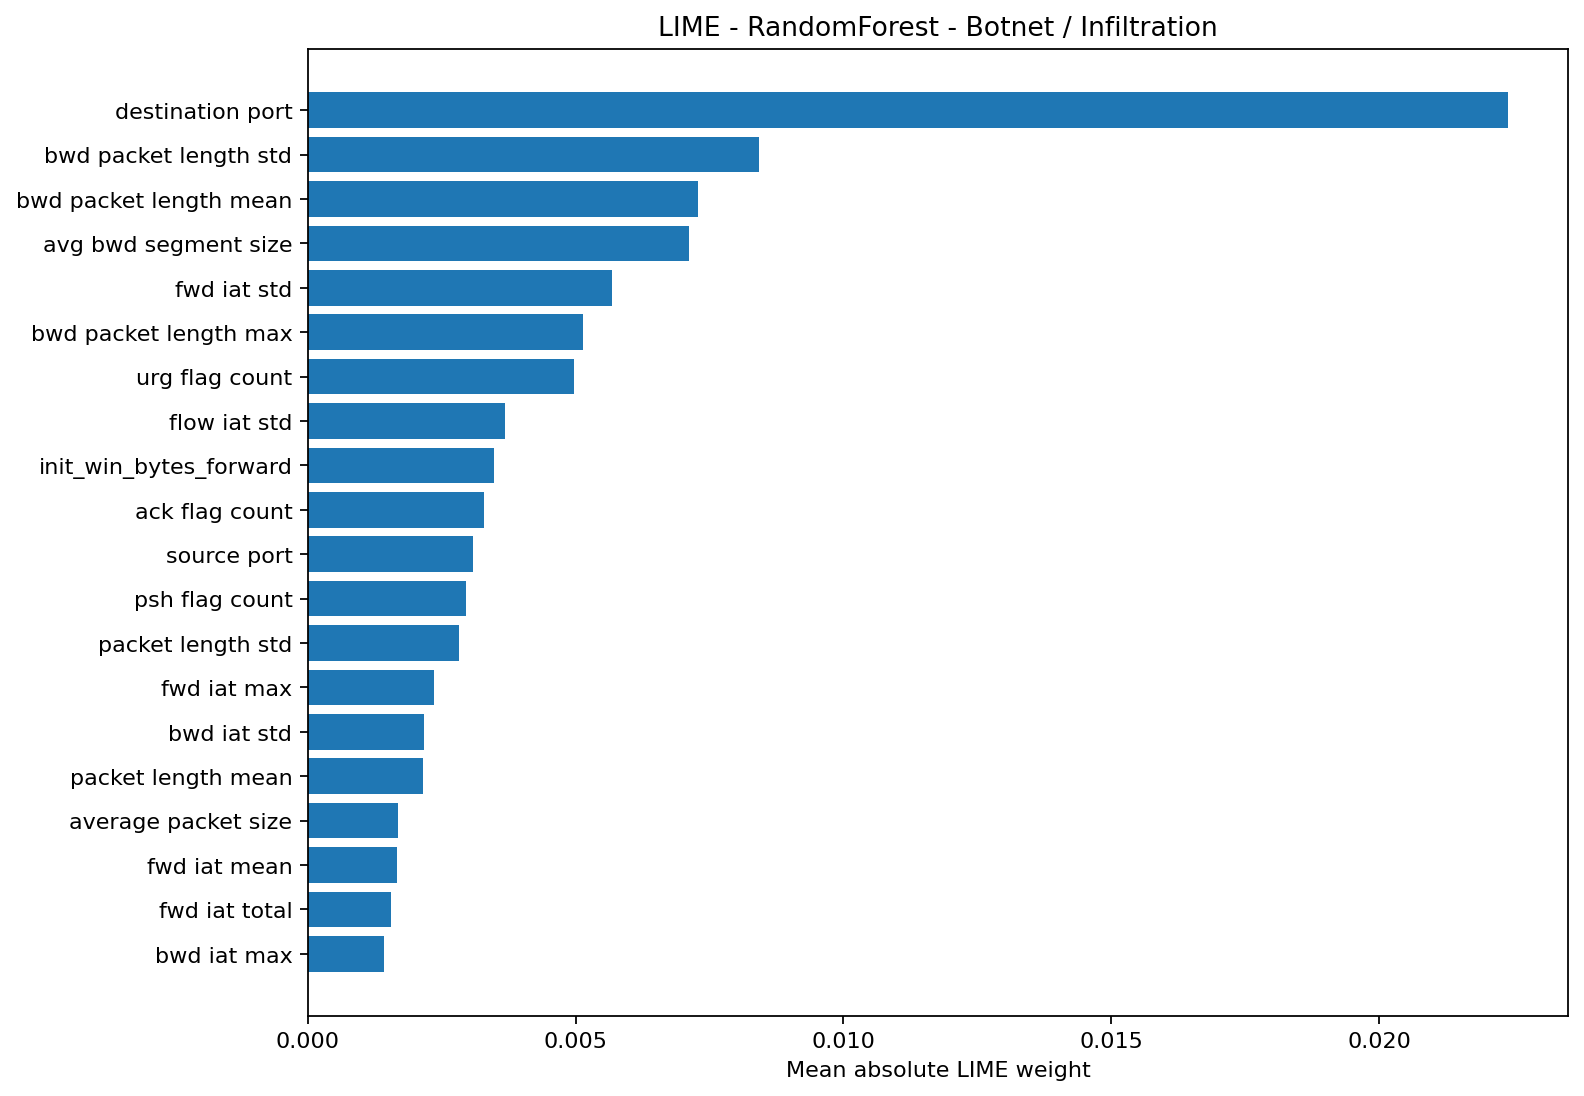 LIME - RandomForest - Botnet / Infiltration
destination port
bwd packet length std
bwd packet length mean
avg bwd segment size
fwd iat std
bwd packet length max
urg flag count
flow iat std
init_win_bytes_forward
ack flag count
source port
psh flag count
packet length std
fwd iat max
bwd iat std
packet length mean
average packet size
fwd iat mean
fwd iat total
bwd iat max
0.000 0.005 0.010 0.015 0.020
Mean absolute LIME weight